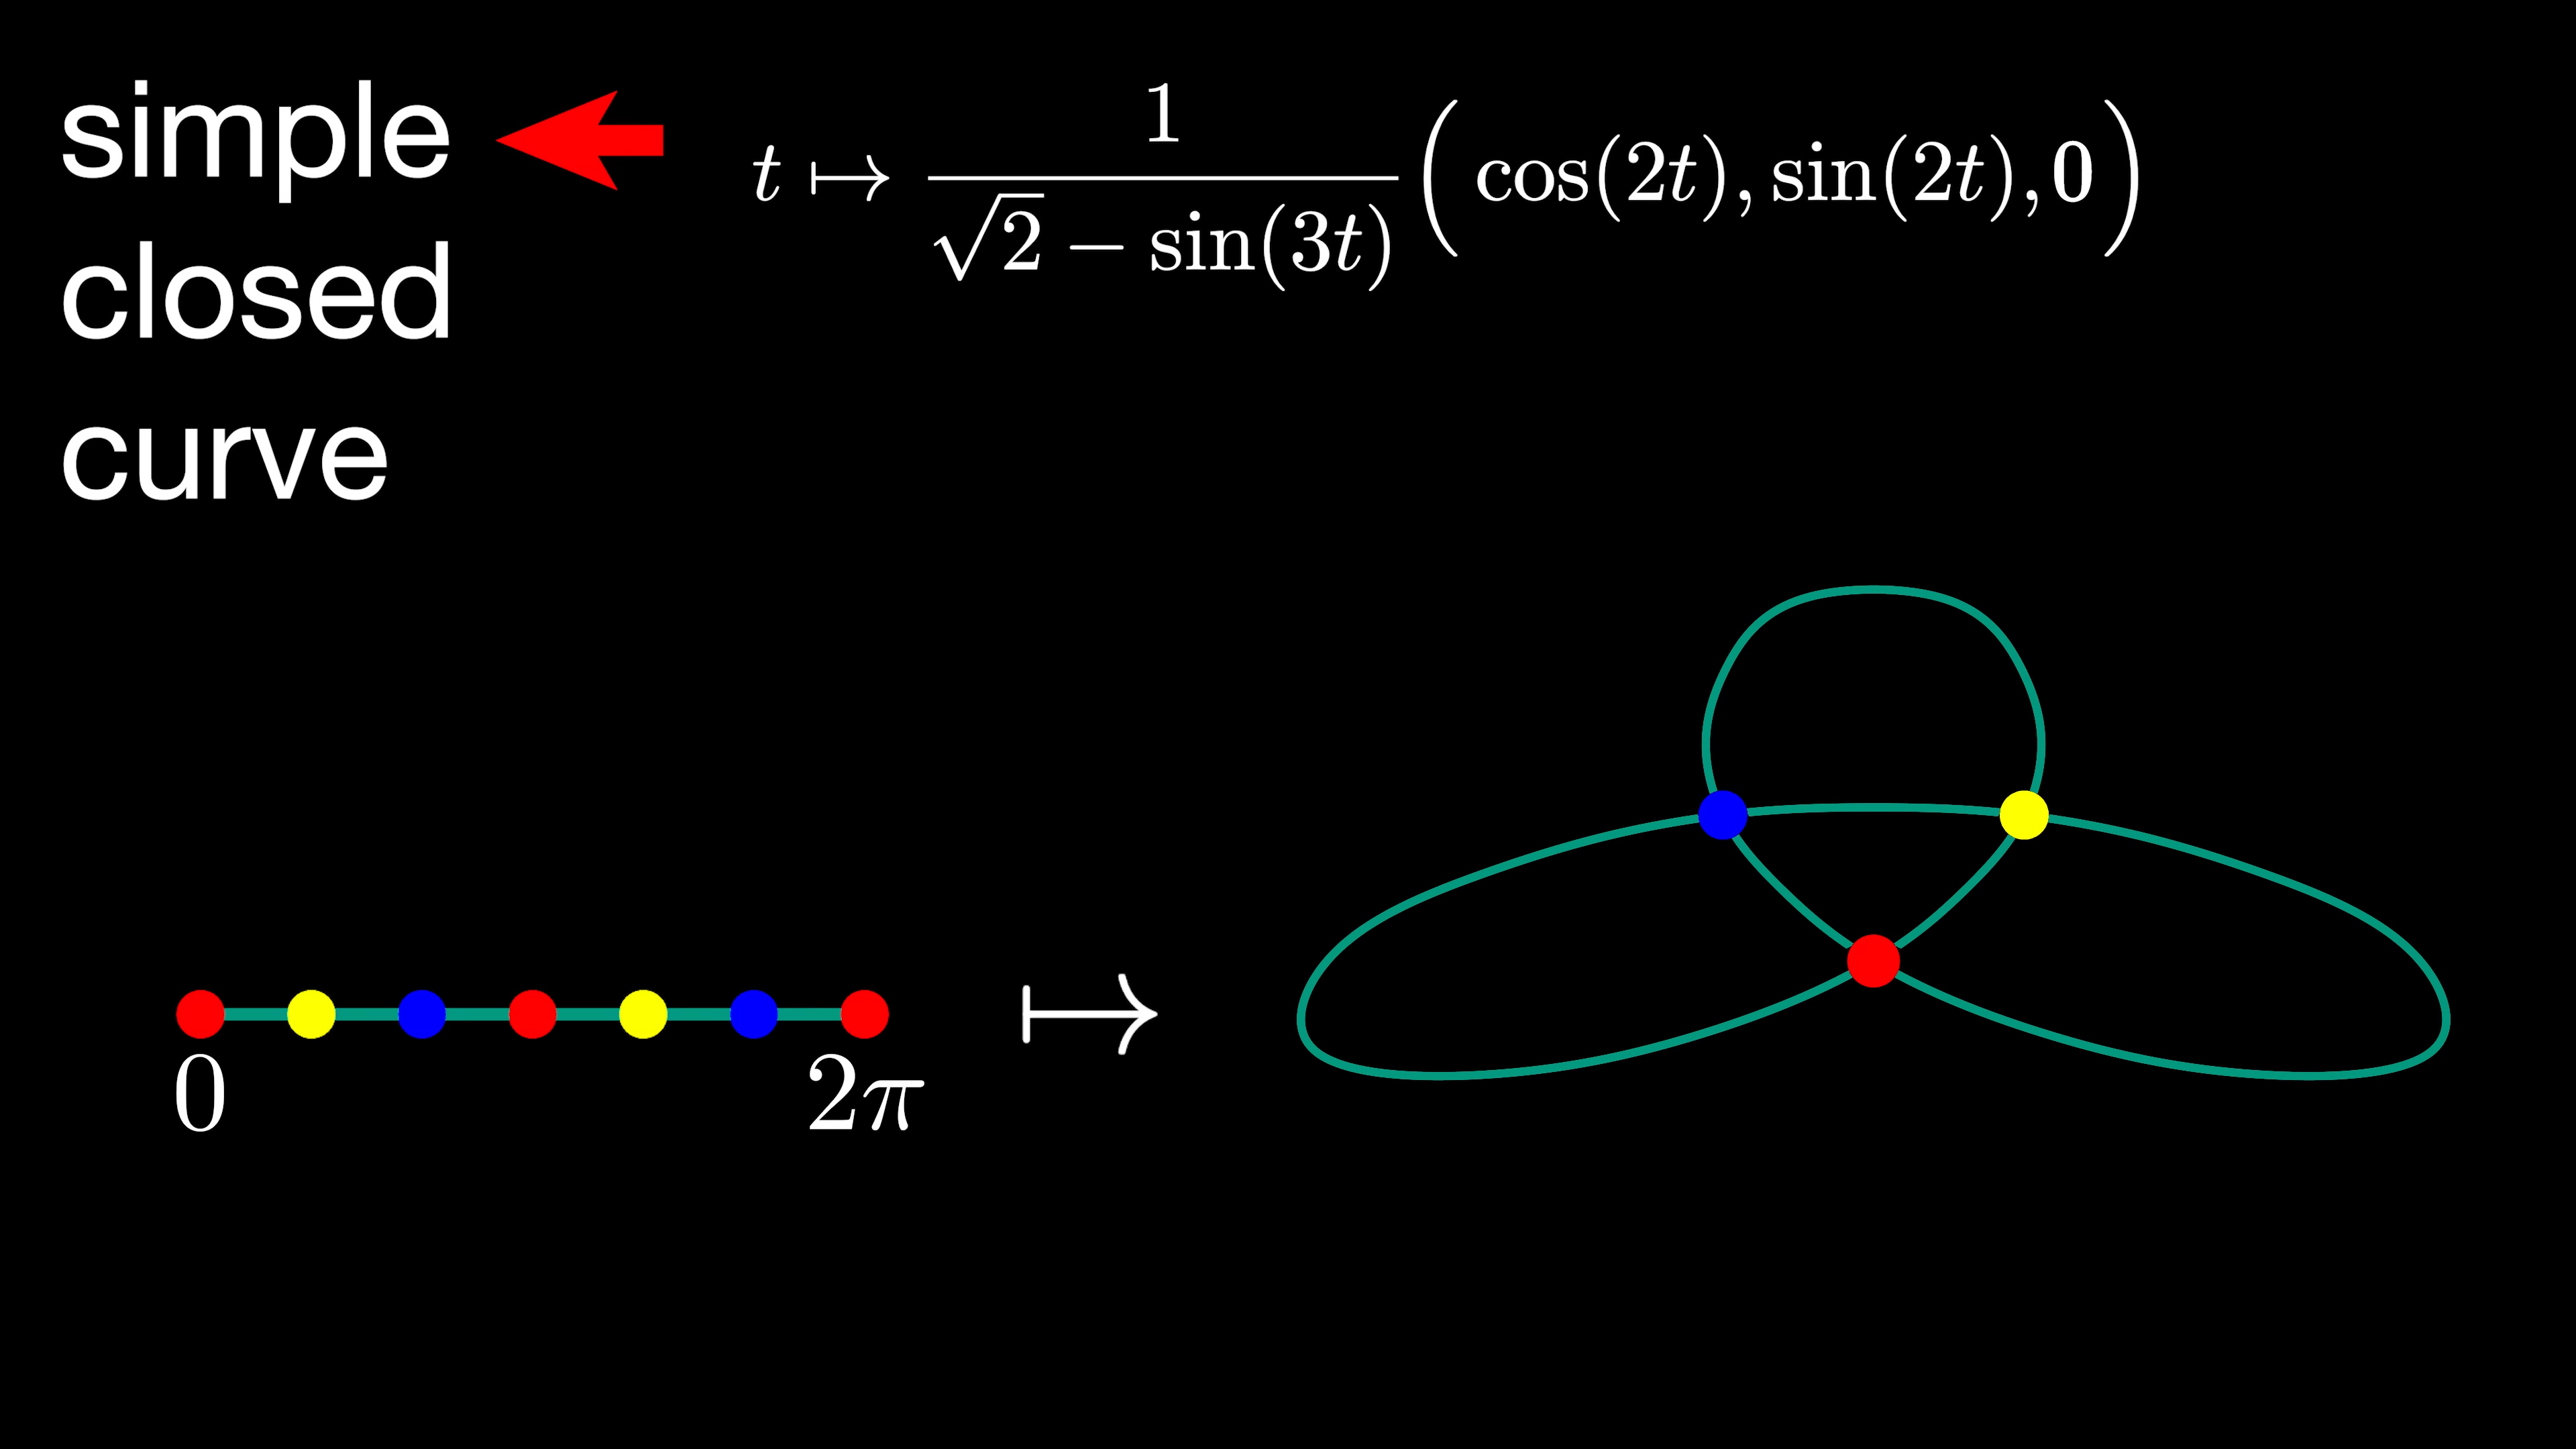 simple
closed
curve
t ↦ 1/(√2 − sin(3t)) (cos(2t), sin(2t), 0)
↦
0 2π